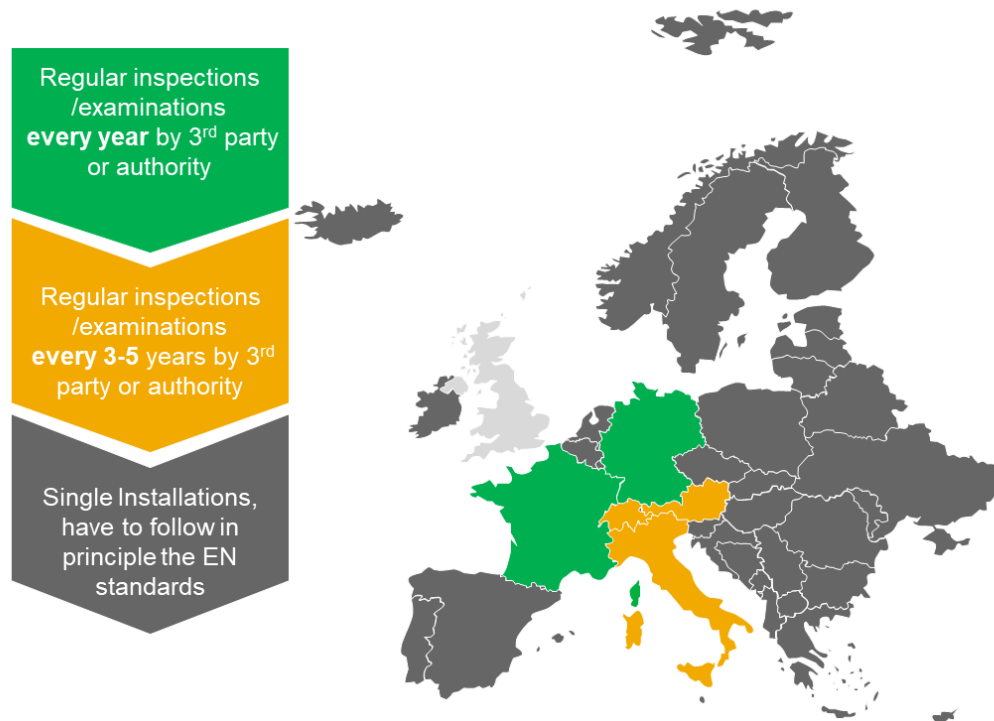 Regular inspections
/examinations
every year by 3rd party
or authority
Regular inspections
/examinations
every 3-5 years by 3rd
party or authority
Single Installations,
have to follow in
principle the EN
standards